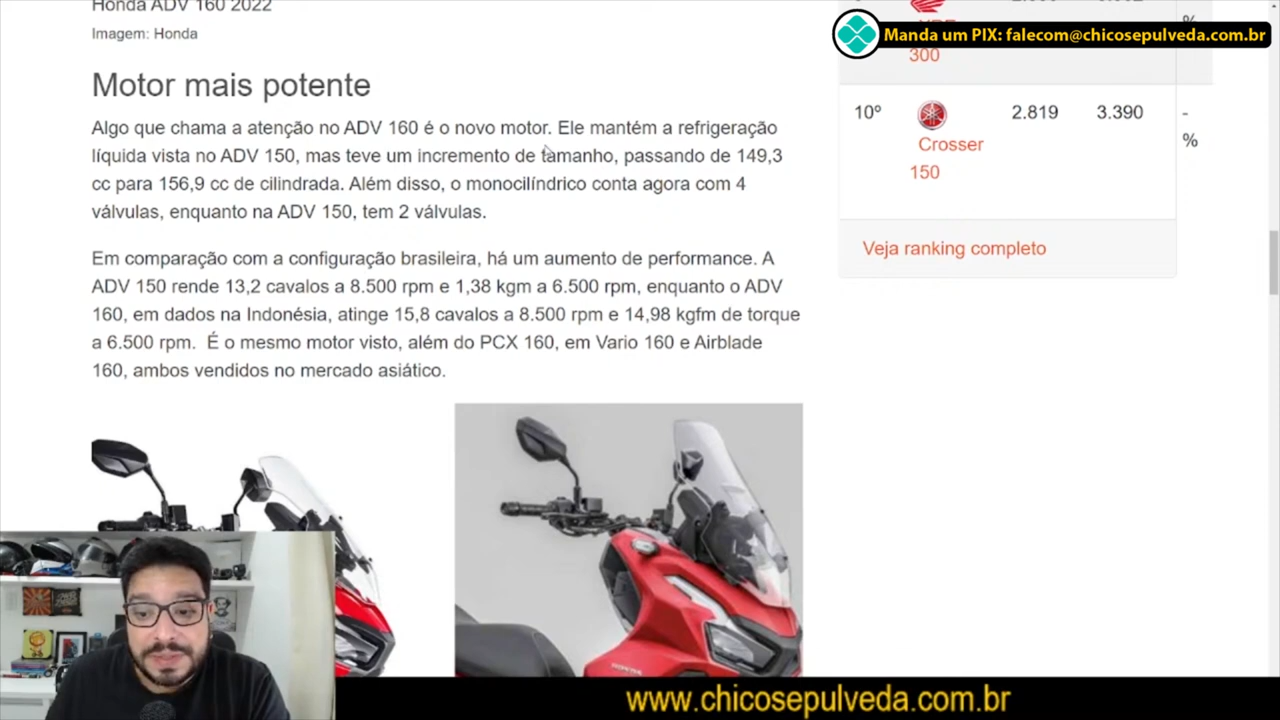 Honda ADV 160 2022
Imagem: Honda
Motor mais potente
Algo que chama a atenção no ADV 160 é o novo motor. Ele mantém a refrigeração
líquida vista no ADV 150, mas teve um incremento de tamanho, passando de 149,3
cc para 156,9 cc de cilindrada. Além disso, o monocilíndrico conta agora com 4
válvulas, enquanto na ADV 150, tem 2 válvulas.
Em comparação com a configuração brasileira, há um aumento de performance. A
ADV 150 rende 13,2 cavalos a 8.500 rpm e 1,38 kgm a 6.500 rpm, enquanto o ADV
160, em dados na Indonésia, atinge 15,8 cavalos a 8.500 rpm e 14,98 kgfm de torque
a 6.500 rpm.  É o mesmo motor visto, além do PCX 160, em Vario 160 e Airblade
160, ambos vendidos no mercado asiático.
Manda um PIX: falecom@chicosepulveda.com.br
300
10º 2.819 3.390 -
%
Crosser
150
Veja ranking completo
HONDA
www.chicosepulveda.com.br